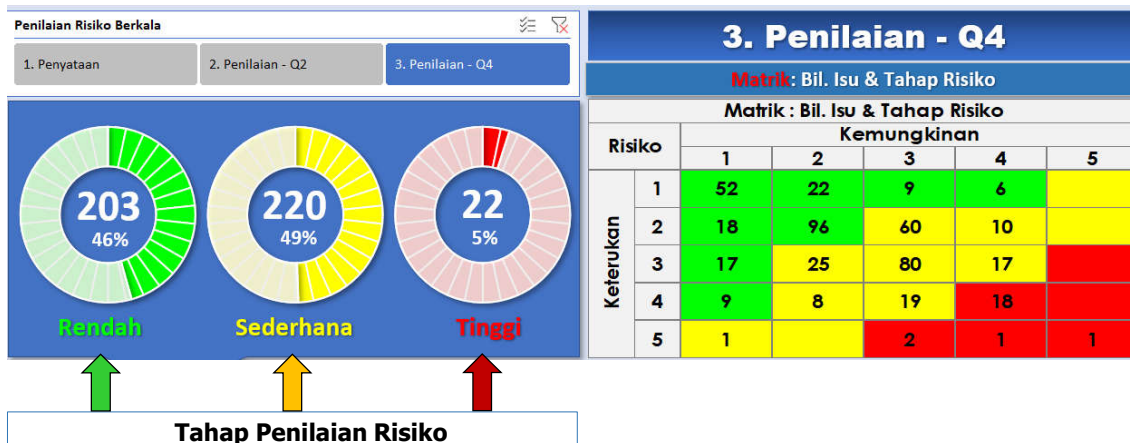 Penilaian Risiko Berkala
1. Penyataan
2. Penilaian - Q2
3. Penilaian - Q4
203
46%
Rendah
220
49%
Sederhana
22
5%
Tinggi
Tahap Penilaian Risiko
3. Penilaian - Q4
Matrik: Bil. Isu & Tahap Risiko
Matrik : Bil. Isu & Tahap Risiko
Risiko
Kemungkinan
1 2 3 4 5
Keterukan
1 52 22 9 6
2 18 96 60 10
3 17 25 80 17
4 9 8 19 18
5 1 2 1 1